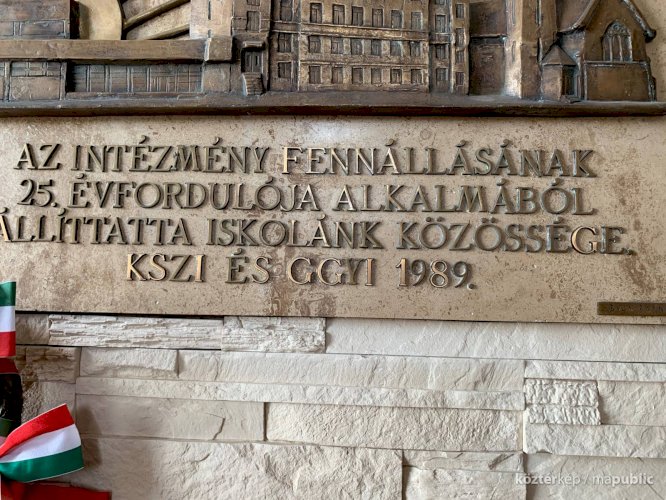 AZ INTÉZMÉNY FENNÁLLÁSÁNAK
25. ÉVFORDULÓJA ALKALMÁBÓL
ÁLLÍTTATTA ISKOLÁNK KÖZÖSSÉGE.
KSZI ÉS GGYI 1989.
köztérkép / mapublic